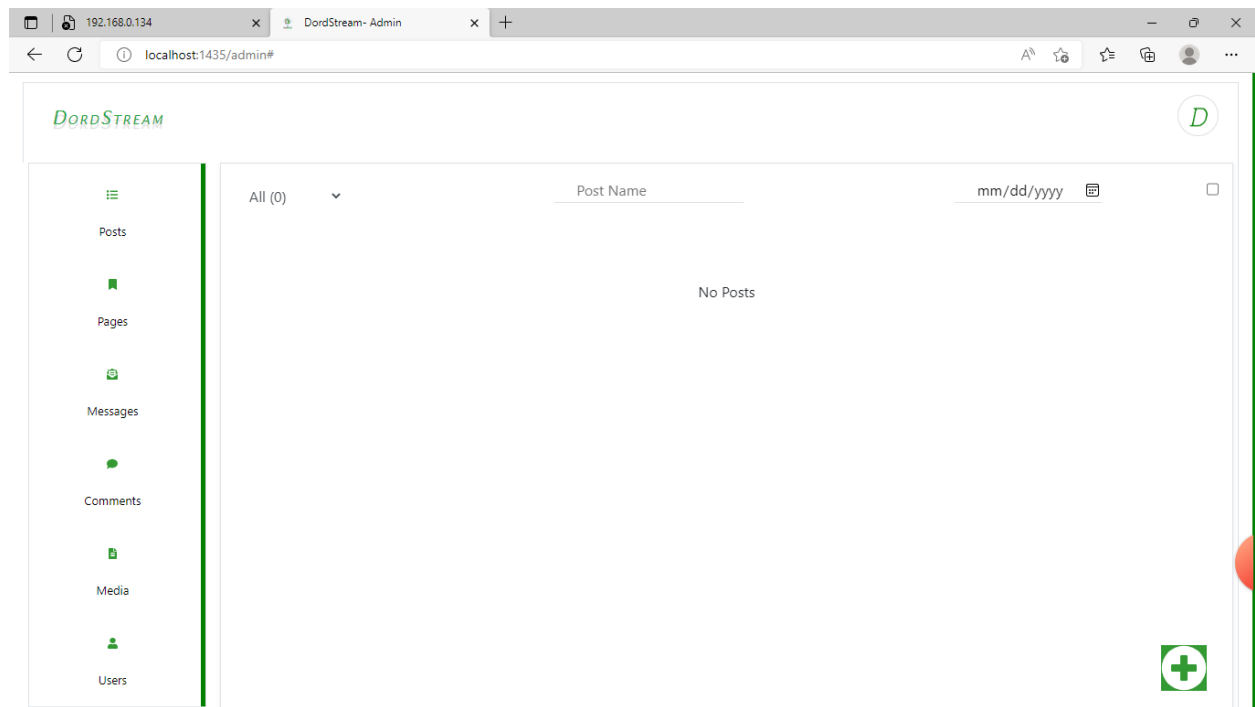 192.168.0.134
DordStream- Admin
localhost:1435/admin#
DORDSTREAM
D
All (0)
Post Name
mm/dd/yyyy
Posts
No Posts
Pages
Messages
Comments
Media
Users